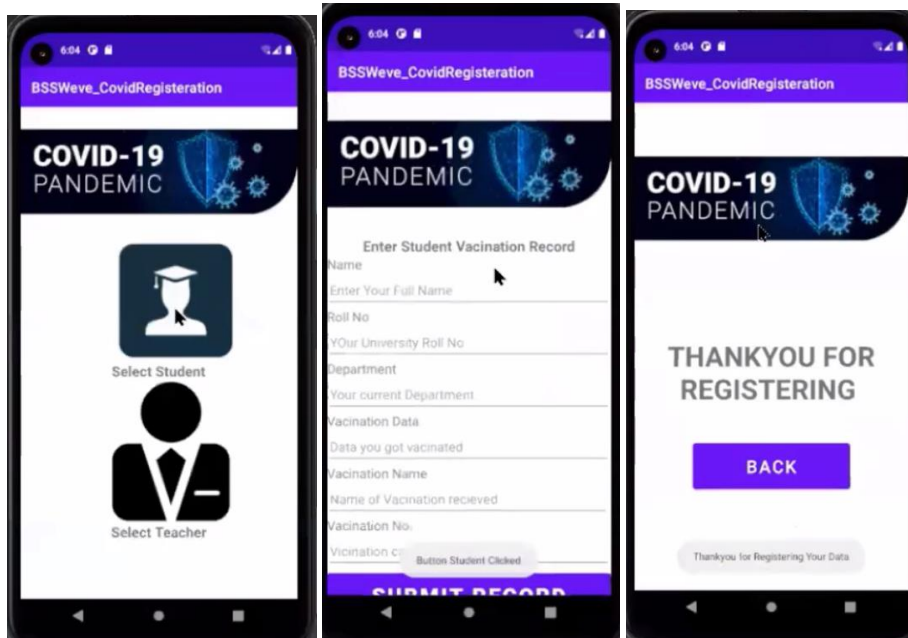 6:04
BSSWeve_CovidRegisteration
COVID-19
PANDEMIC
Select Student
Select Teacher
6:04
BSSWeve_CovidRegisteration
COVID-19
PANDEMIC
Enter Student Vacination Record
Name
Enter Your Full Name
Roll No
YOur University Roll No
Department
Your current Department
Vacination Data
Data you got vacinated
Vacination Name
Name of Vacination recieved
Vacination No.
Button Student Clicked
SUBMIT RECORD
6:04
BSSWeve_CovidRegisteration
COVID-19
PANDEMIC
THANKYOU FOR
REGISTERING
BACK
Thankyou for Registering Your Data